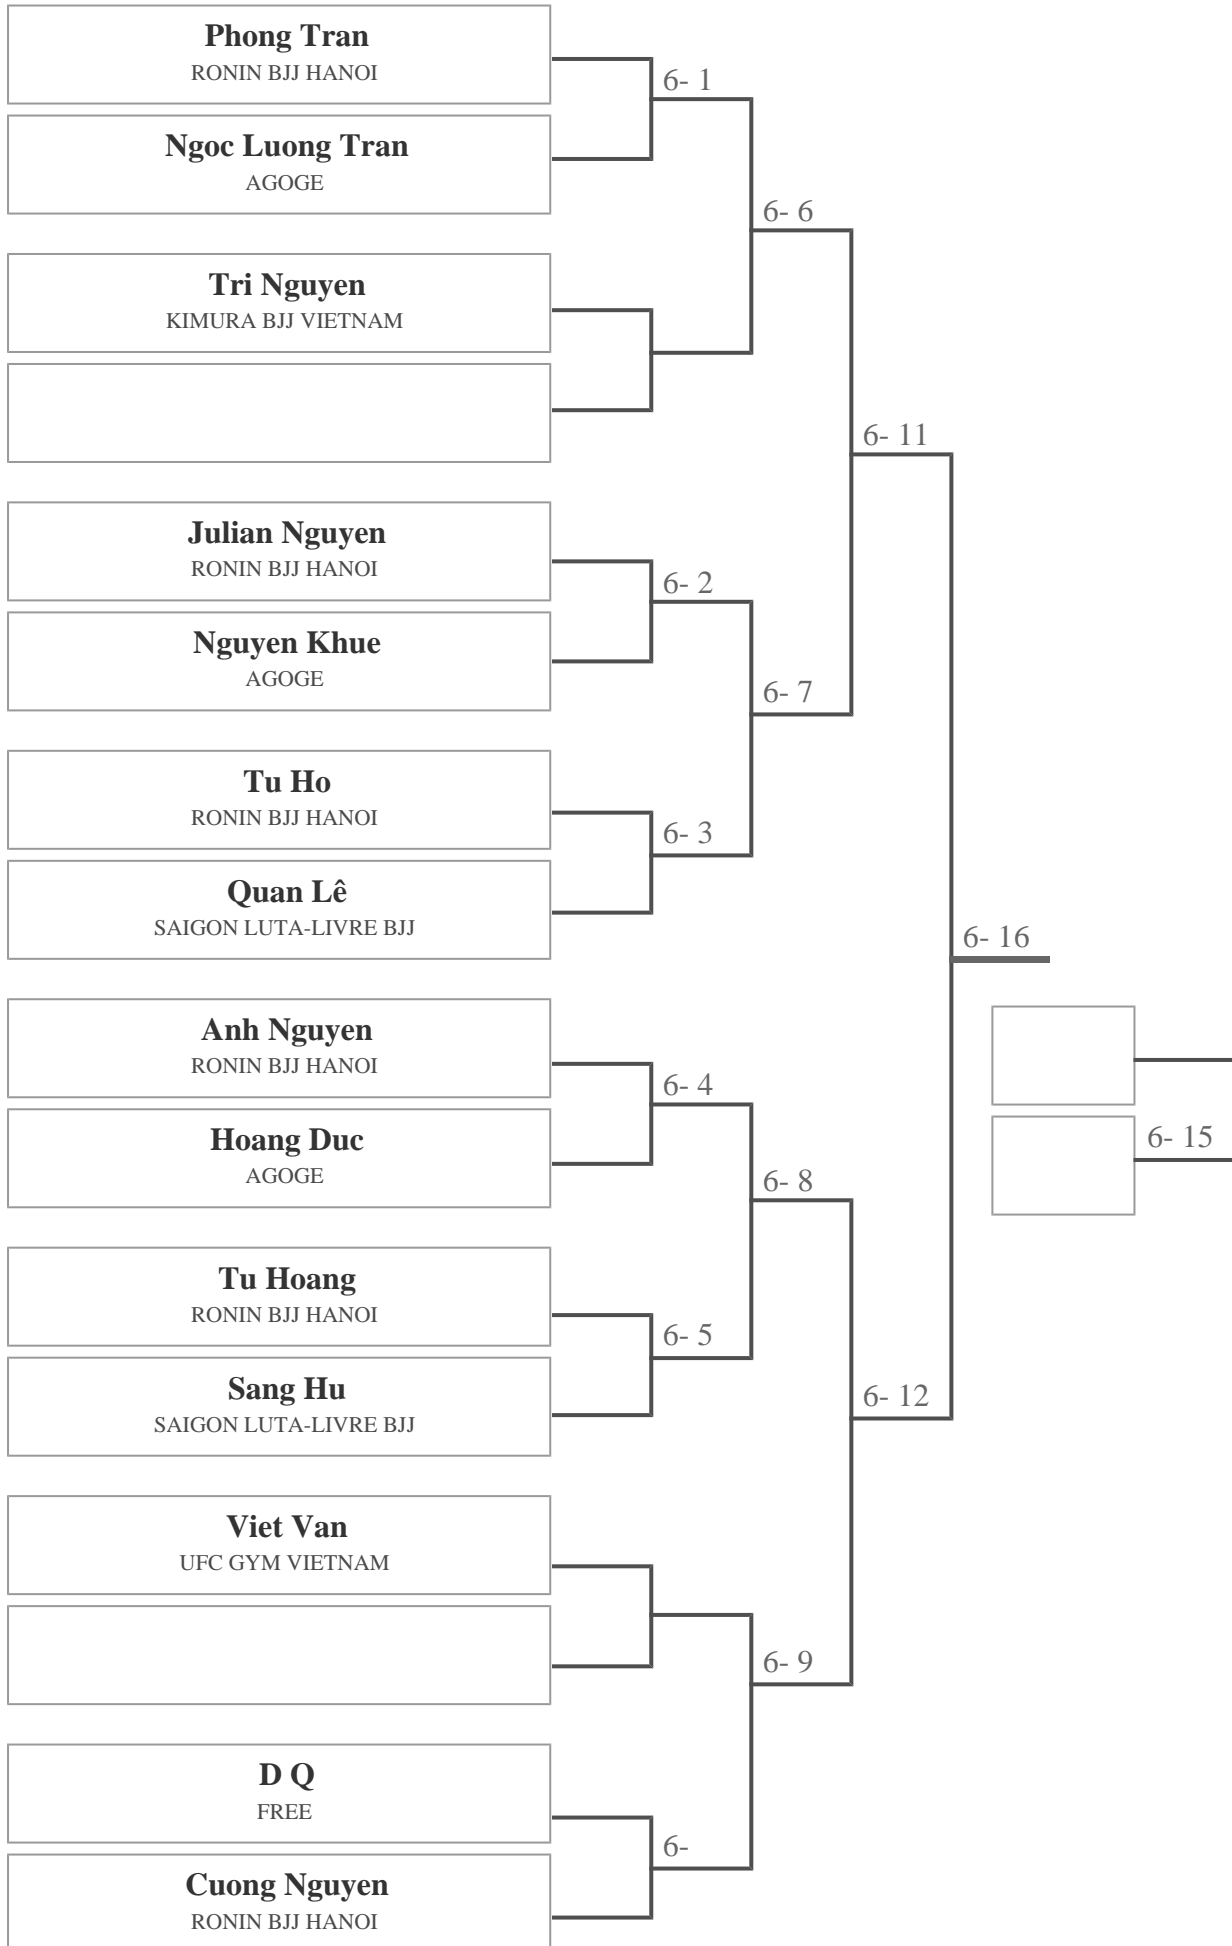 Phong Tran
RONIN BJJ HANOI
6- 1
Ngoc Luong Tran
AGOGE
6- 6
Tri Nguyen
KIMURA BJJ VIETNAM
6- 11
Julian Nguyen
RONIN BJJ HANOI
6- 2
Nguyen Khue
AGOGE
6- 7
Tu Ho
RONIN BJJ HANOI
6- 3
Quan Lê
SAIGON LUTA-LIVRE BJJ
6- 16
Anh Nguyen
RONIN BJJ HANOI
6- 4
Hoang Duc
AGOGE
6- 15
6- 8
Tu Hoang
RONIN BJJ HANOI
6- 5
Sang Hu
SAIGON LUTA-LIVRE BJJ
6- 12
Viet Van
UFC GYM VIETNAM
6- 9
D Q
FREE
6-
Cuong Nguyen
RONIN BJJ HANOI